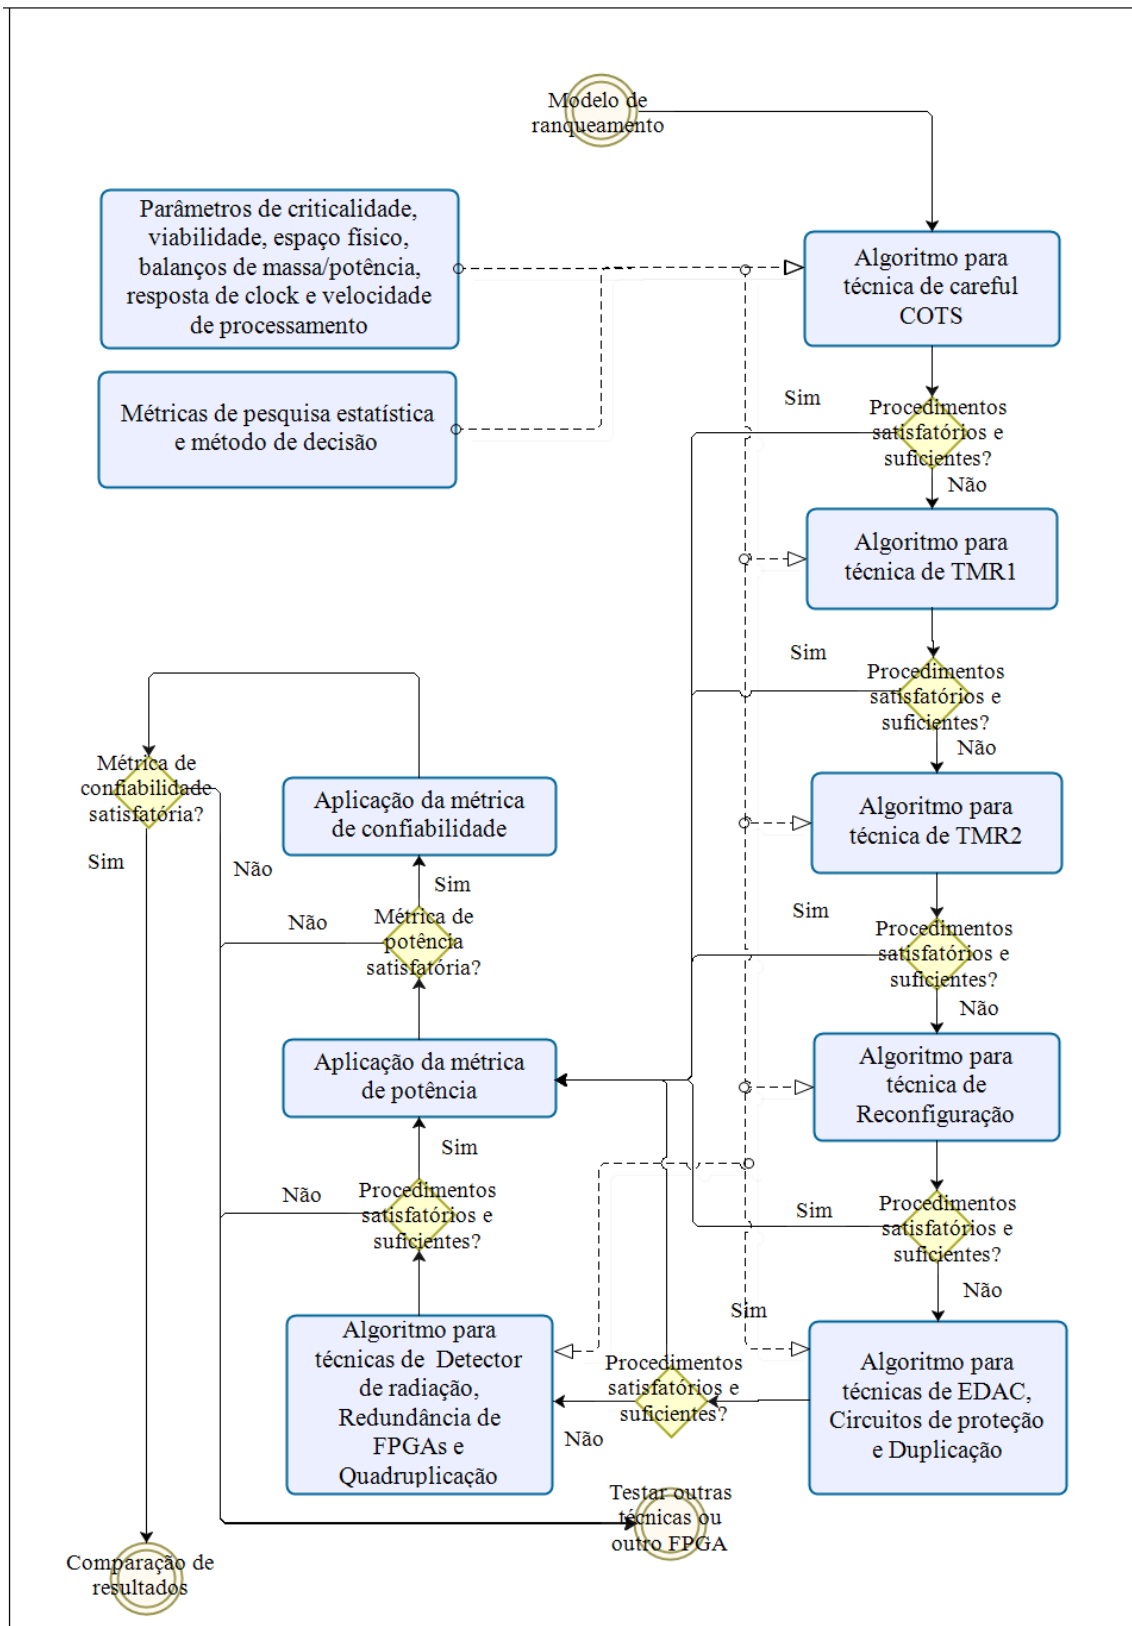 Modelo de
ranqueamento
Parâmetros de criticalidade,
viabilidade, espaço físico,
balanços de massa/potência,
resposta de clock e velocidade
de processamento
Algoritmo para
técnica de careful
COTS
Métricas de pesquisa estatística
e método de decisão
Sim
Procedimentos
satisfatórios e
suficientes?
Não
Algoritmo para
técnica de TMR1
Sim
Procedimentos
satisfatórios e
suficientes?
Não
Métrica de
confiabilidade
satisfatória?
Sim
Não
Aplicação da métrica
de confiabilidade
Algoritmo para
técnica de TMR2
Sim
Não
Métrica de
potência
satisfatória?
Sim
Procedimentos
satisfatórios e
suficientes?
Não
Aplicação da métrica
de potência
Algoritmo para
técnica de
Reconfiguração
Sim
Não
Procedimentos
satisfatórios e
suficientes?
Sim
Procedimentos
satisfatórios e
suficientes?
Não
Sim
Algoritmo para
técnicas de Detector
de radiação,
Redundância de
FPGAs e
Quadruplicação
Procedimentos
satisfatórios e
suficientes?
Não
Algoritmo para
técnicas de EDAC,
Circuitos de proteção
e Duplicação
Testar outras
técnicas ou
outro FPGA
Comparação de
resultados